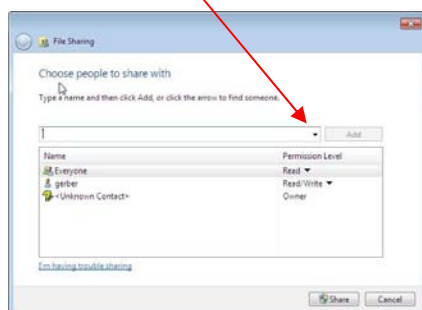 File Sharing
Choose people to share with
Type a name and then click Add, or click the arrow to find someone.
Add
Name Permission Level
Everyone Read
gerber Read/Write
<Unknown Contact> Owner
I'm having trouble sharing
Share Cancel